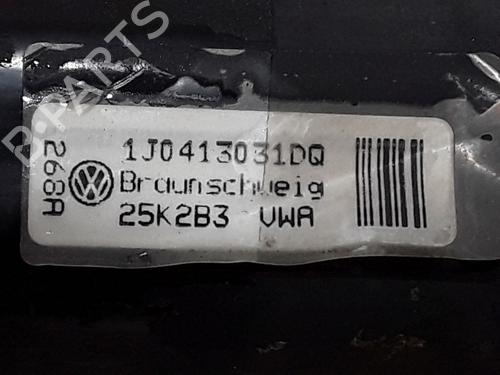 B-PARTS
268A
1J0413031DQ
Braunschweig
25K2B3 VWA